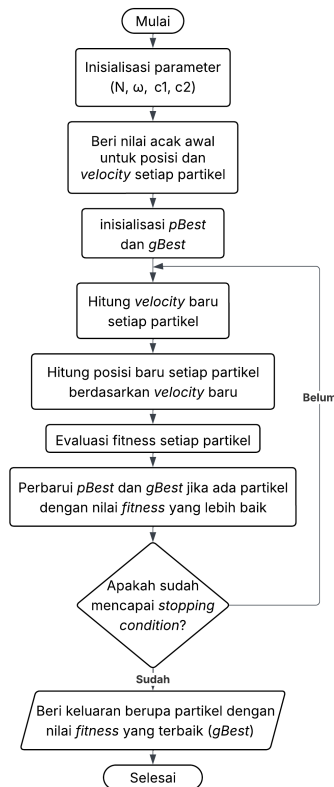 Mulai
Inisialisasi parameter
(N, ω, c1, c2)
Beri nilai acak awal
untuk posisi dan
velocity setiap partikel
inisialisasi pBest
dan gBest
Hitung velocity baru
setiap partikel
Hitung posisi baru setiap partikel
berdasarkan velocity baru
Belum
Evaluasi fitness setiap partikel
Perbarui pBest dan gBest jika ada partikel
dengan nilai fitness yang lebih baik
Apakah sudah
mencapai stopping
condition?
Sudah
Beri keluaran berupa partikel dengan
nilai fitness yang terbaik (gBest)
Selesai